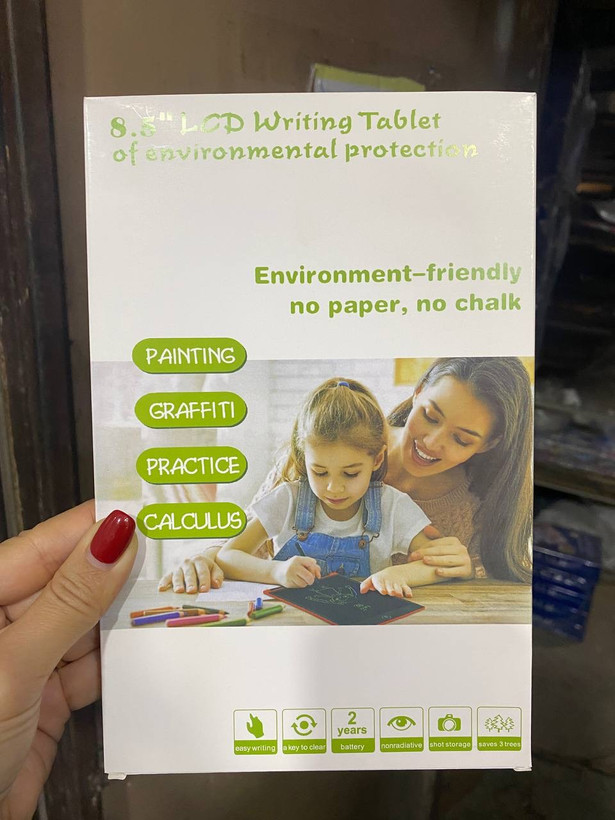 8.5" LCD Writing Tablet
of environmental protection
Environment-friendly
no paper, no chalk
PAINTING
GRAFFITI
PRACTICE
CALCULUS
easy writing
a key to clear
2 years battery
nonradiative
shot storage
saves 3 trees